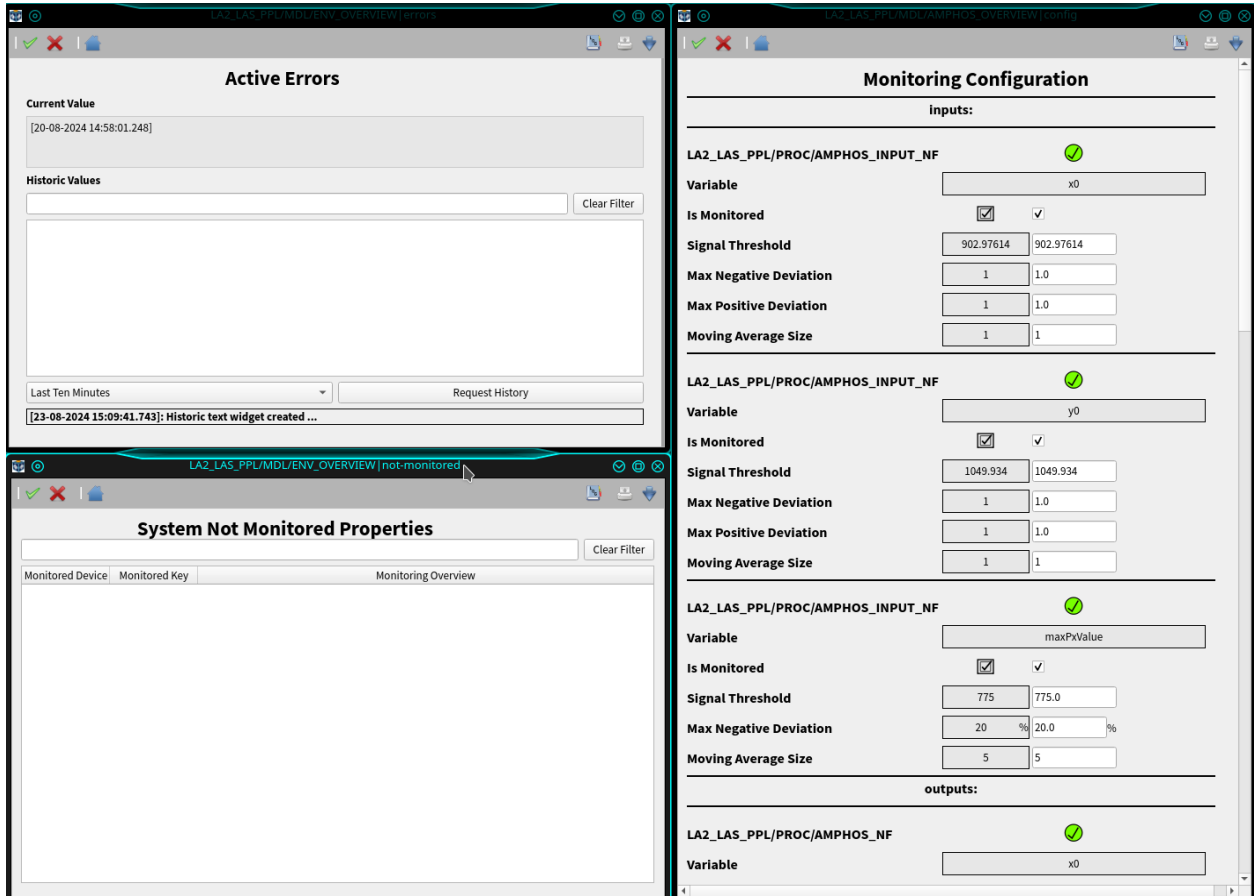 LA2_LAS_PPL/MDL/ENV_OVERVIEW|errors
Active Errors
Current Value
[20-08-2024 14:58:01.248]
Historic Values
Clear Filter
Last Ten Minutes
Request History
[23-08-2024 15:09:41.743]: Historic text widget created ...
LA2_LAS_PPL/MDL/ENV_OVERVIEW|not-monitored
System Not Monitored Properties
Clear Filter
Monitored Device Monitored Key Monitoring Overview
LA2_LAS_PPL/MDL/AMPHOS_OVERVIEW|config
Monitoring Configuration
inputs:
LA2_LAS_PPL/PROC/AMPHOS_INPUT_NF
Variable x0
Is Monitored
Signal Threshold 902.97614 902.97614
Max Negative Deviation 1 1.0
Max Positive Deviation 1 1.0
Moving Average Size 1 1
LA2_LAS_PPL/PROC/AMPHOS_INPUT_NF
Variable y0
Is Monitored
Signal Threshold 1049.934 1049.934
Max Negative Deviation 1 1.0
Max Positive Deviation 1 1.0
Moving Average Size 1 1
LA2_LAS_PPL/PROC/AMPHOS_INPUT_NF
Variable maxPxValue
Is Monitored
Signal Threshold 775 775.0
Max Negative Deviation 20 % 20.0 %
Moving Average Size 5 5
outputs:
LA2_LAS_PPL/PROC/AMPHOS_NF
Variable x0